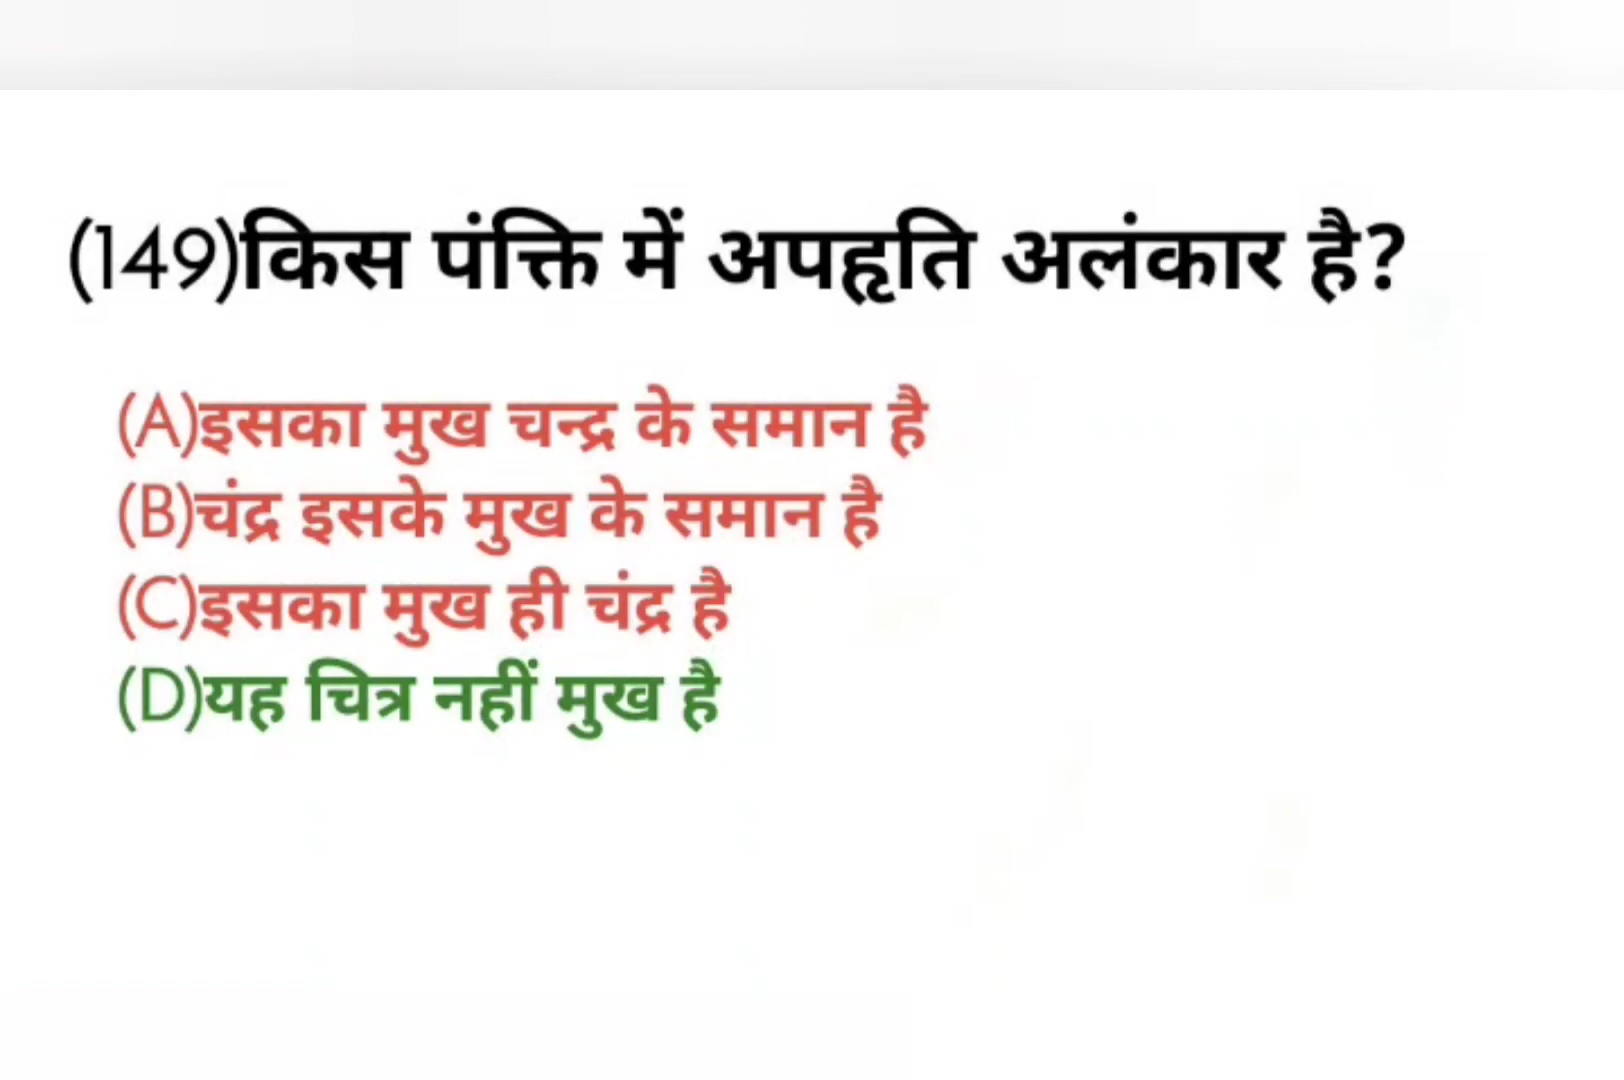 (149)किस पंक्ति में अपहृति अलंकार है?
(A)इसका मुख चन्द्र के समान है
(B)चंद्र इसके मुख के समान है
(C)इसका मुख ही चंद्र है
(D)यह चित्र नहीं मुख है